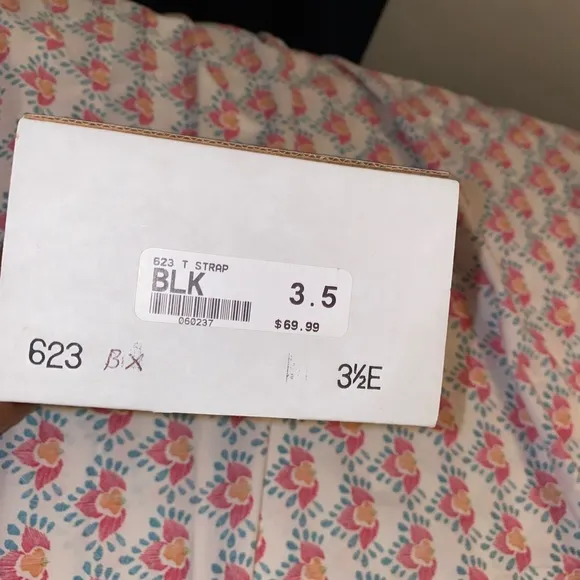 623 T STRAP
BLK 3.5
060237 $69.99
623 BX 3½E